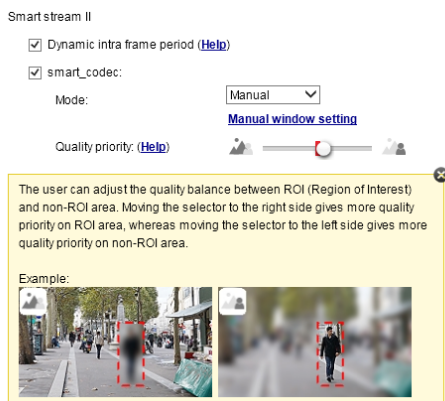 Smart stream II
Dynamic intra frame period (Help)
smart_codec:
Mode: Manual
Manual window setting
Quality priority: (Help)
The user can adjust the quality balance between ROI (Region of Interest)
and non-ROI area. Moving the selector to the right side gives more quality
priority on ROI area, whereas moving the selector to the left side gives more
quality priority on non-ROI area.
Example: